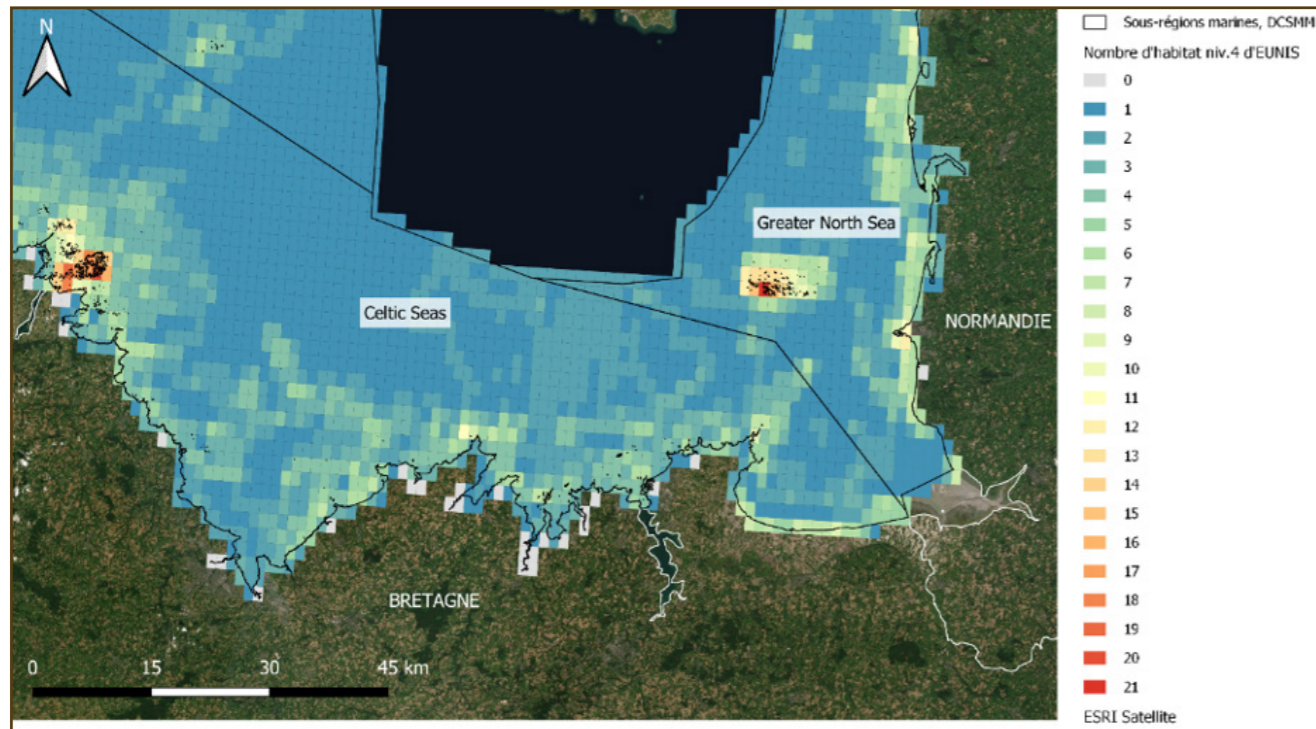 N
Greater North Sea
Celtic Seas
NORMANDIE
BRETAGNE
0 15 30 45 km
Sous-régions marines, DCSMM
Nombre d'habitat niv.4 d'EUNIS
0
1
2
3
4
5
6
7
8
9
10
11
12
13
14
15
16
17
18
19
20
21
ESRI Satellite